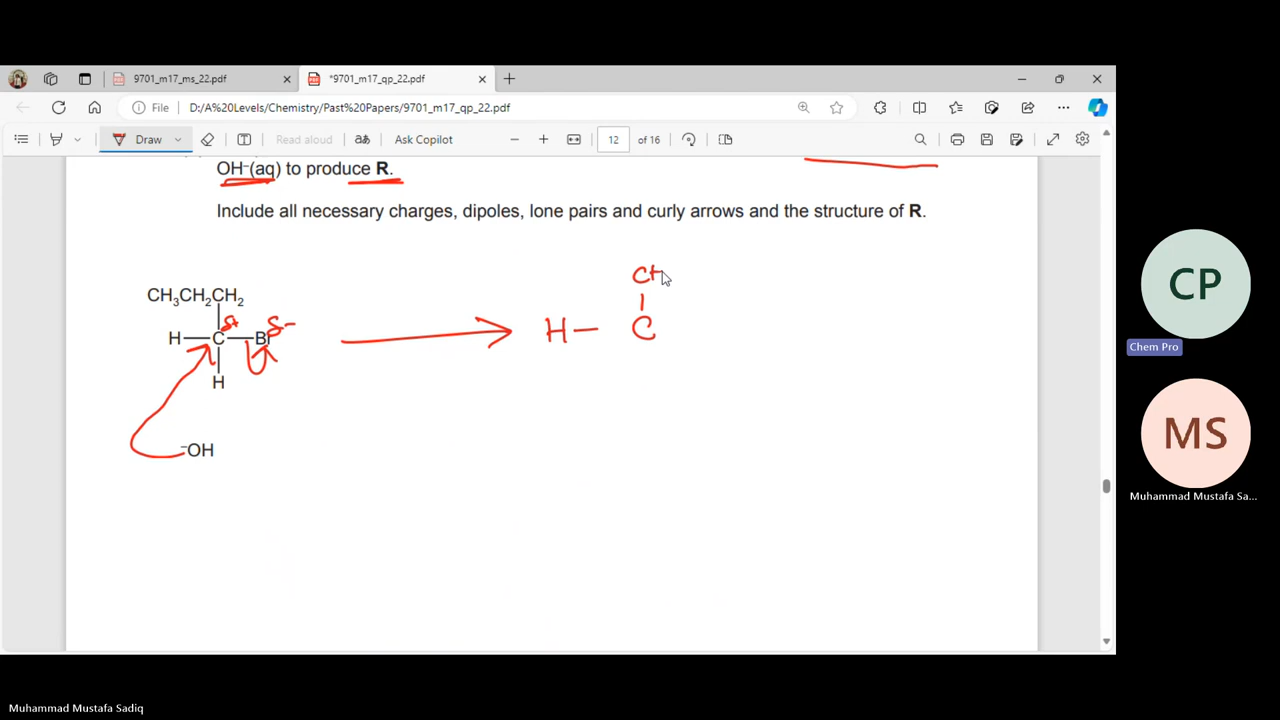 9701_m17_ms_22.pdf
*9701_m17_qp_22.pdf
File
D:/A%20Levels/Chemistry/Past%20Papers/9701_m17_qp_22.pdf
Draw
Read aloud
Ask Copilot
12 of 16
OH⁻(aq) to produce R.
Include all necessary charges, dipoles, lone pairs and curly arrows and the structure of R.
CH₃CH₂CH₂
H C Br
δ+ δ−
H
⁻OH
CH
H C
CP
Chem Pro
MS
Muhammad Mustafa Sa...
Muhammad Mustafa Sadiq